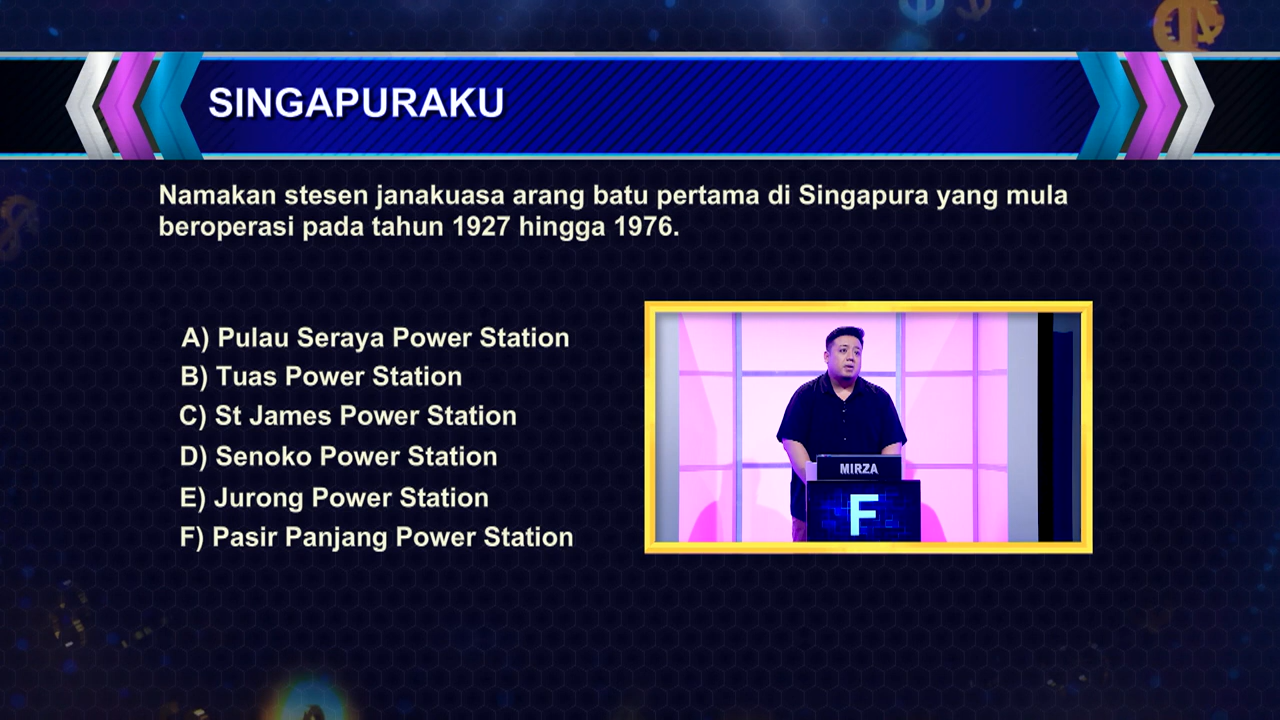 SINGAPURAKU
Namakan stesen janakuasa arang batu pertama di Singapura yang mula
beroperasi pada tahun 1927 hingga 1976.
A) Pulau Seraya Power Station
B) Tuas Power Station
C) St James Power Station
D) Senoko Power Station
E) Jurong Power Station
F) Pasir Panjang Power Station
MIRZA
F